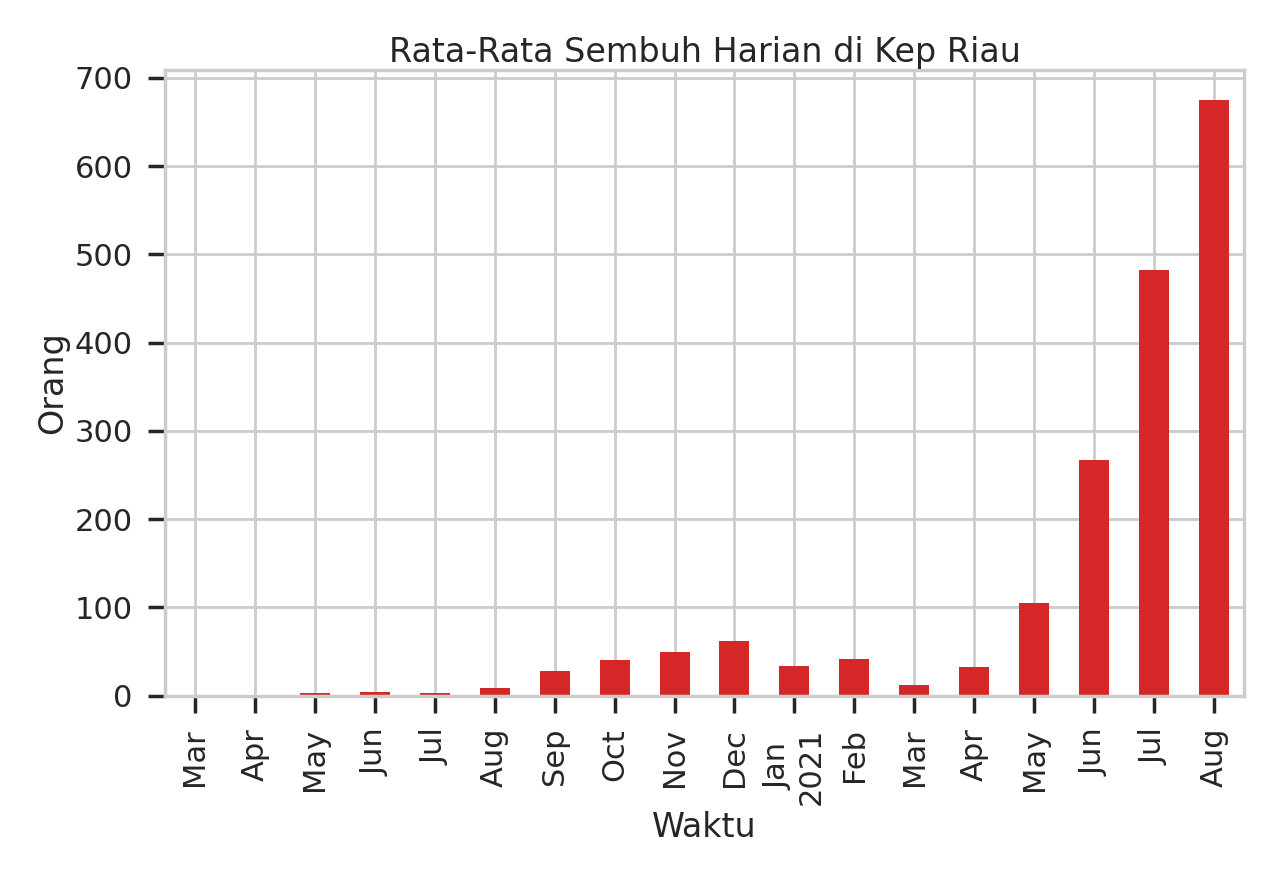 Rata-Rata Sembuh Harian di Kep Riau
700
600
500
400
300
200
100
0
Orang
Mar
Apr
May
Jun
Jul
Aug
Sep
Oct
Nov
Dec
Jan
2021
Feb
Mar
Apr
May
Jun
Jul
Aug
Waktu